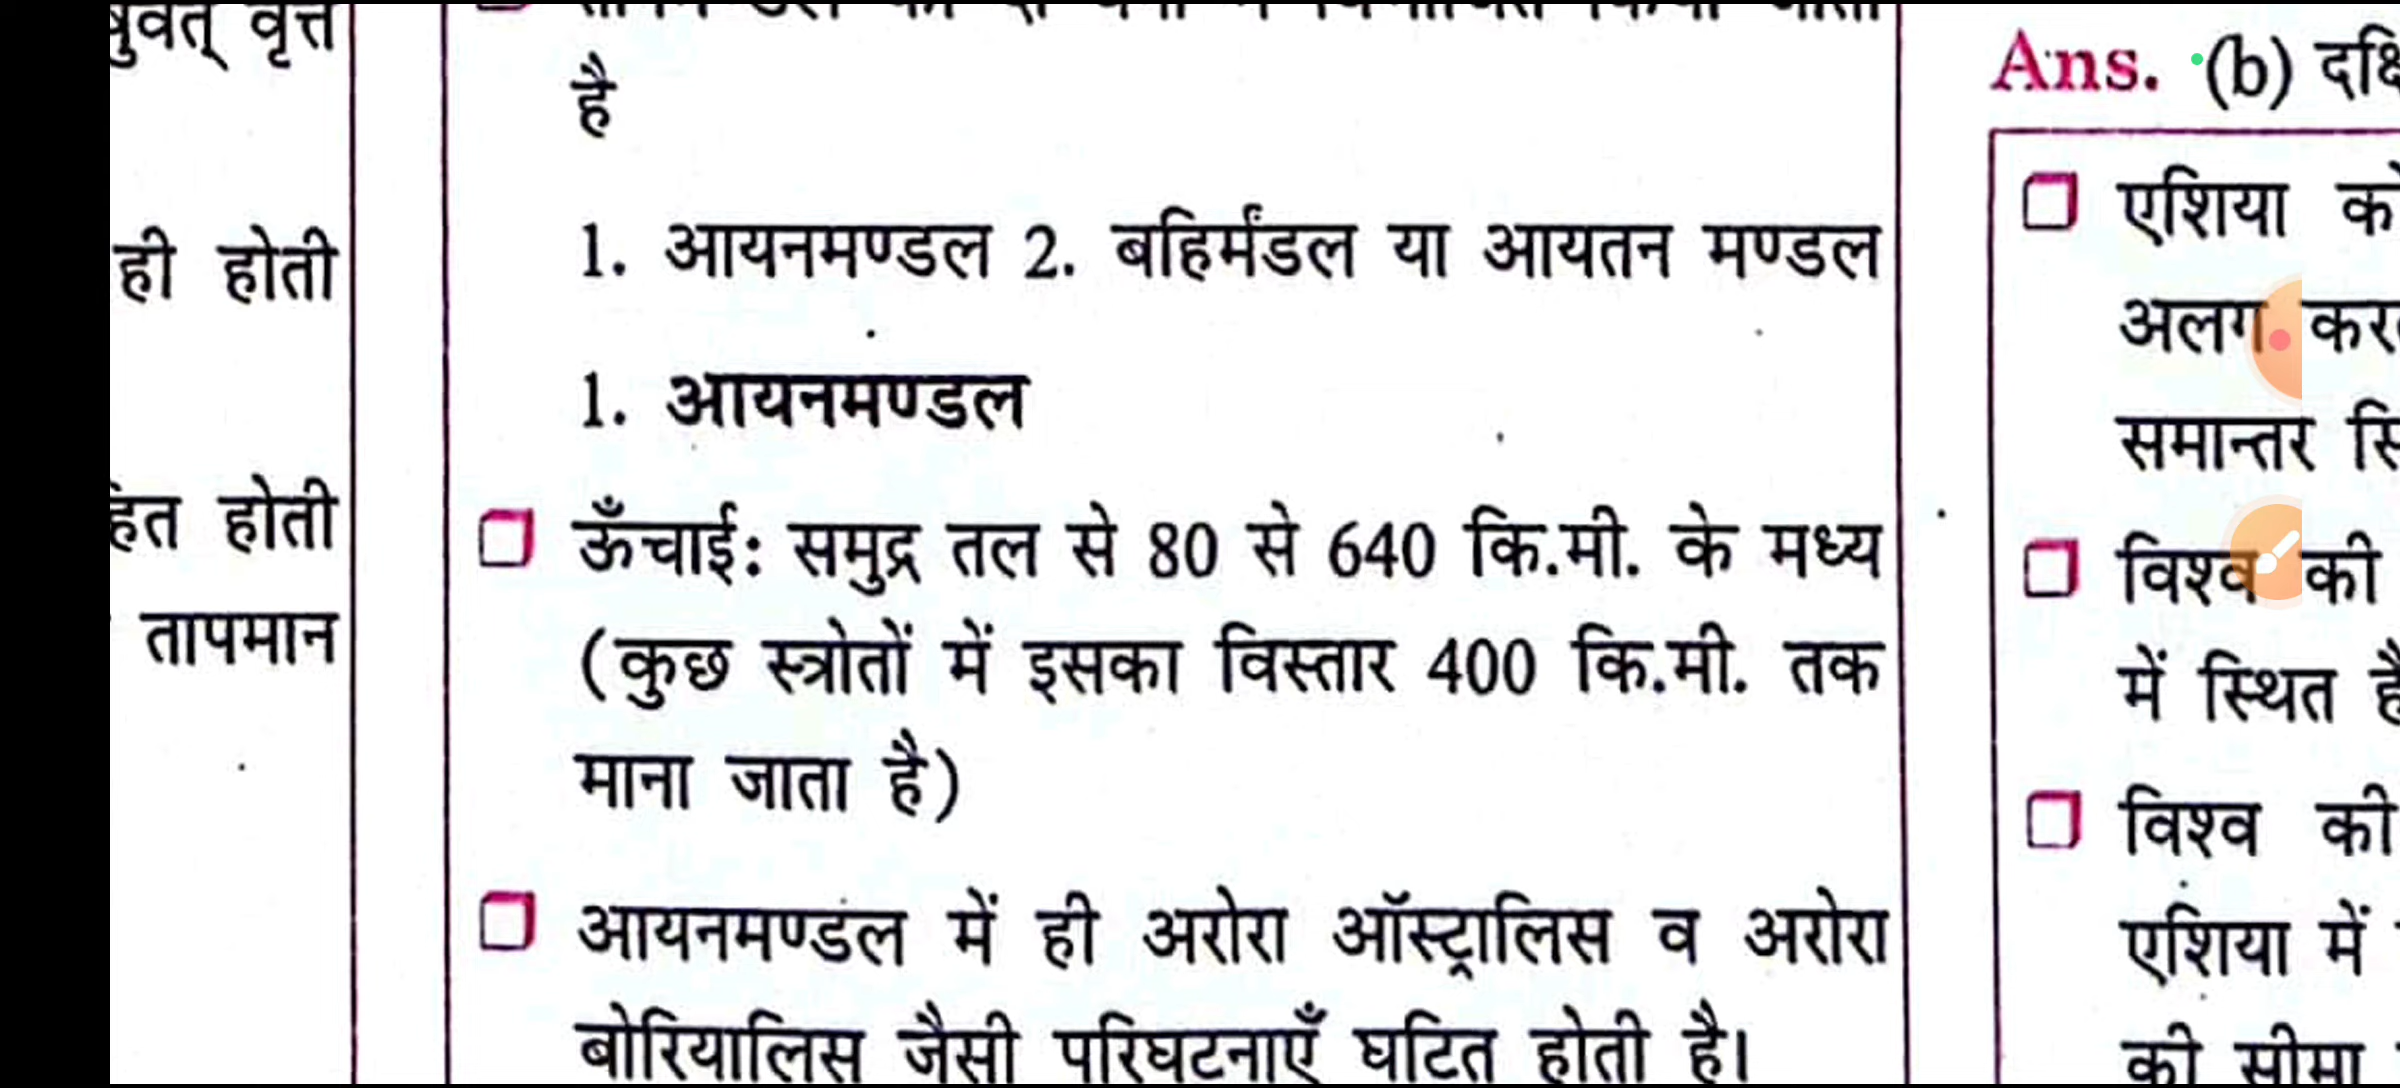 वृत्त
ही होती
होती
तापमान
है
1. आयनमण्डल 2. बहिर्मंडल या आयतन मण्डल
1. आयनमण्डल
ऊँचाई: समुद्र तल से 80 से 640 कि.मी. के मध्य
(कुछ स्त्रोतों में इसका विस्तार 400 कि.मी. तक
माना जाता है)
आयनमण्डल में ही अरोरा ऑस्ट्रालिस व अरोरा
बोरियालिस जैसी परिघटनाएँ घटित होती है।
Ans. (b)
एशिया
अलग
समान्तर
विश्व की
में स्थित
विश्व की
एशिया में
की सीमा